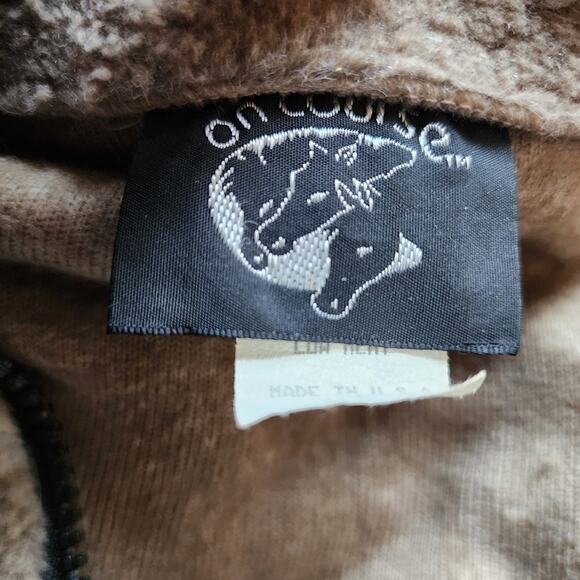 on course™
LOW HEAT
MADE IN U.S.A